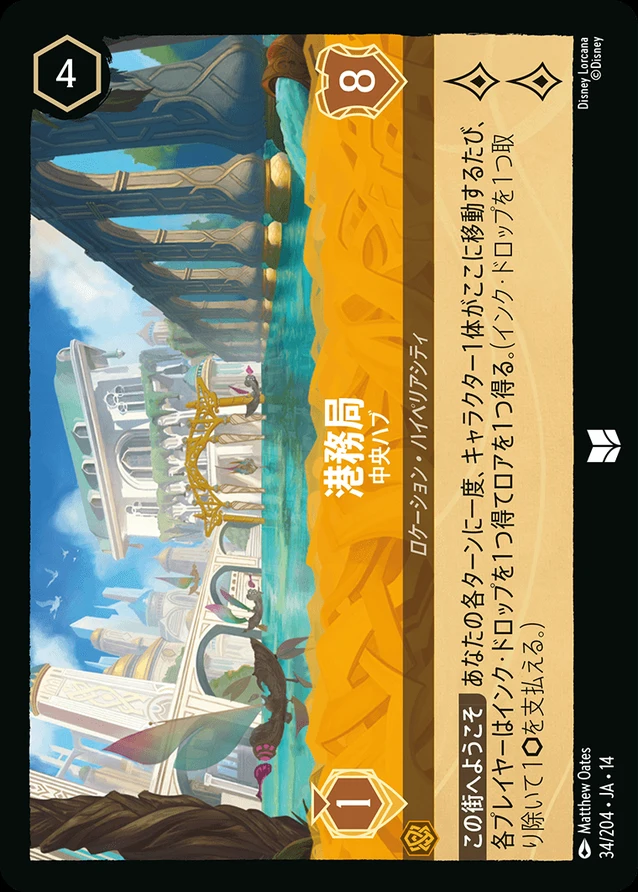 4
8
港務局
中央ハブ
1
ロケーション・ハイペリアシティ
この街へようこそ あなたの各ターンに一度、キャラクター1体がここに移動するたび、
各プレイヤーはインク・ドロップを1つ得てロアを1つ得る。(インク・ドロップを1つ取
り除いて1を支払える。)
Matthew Oates
34/204・JA・14
Disney Lorcana
©Disney